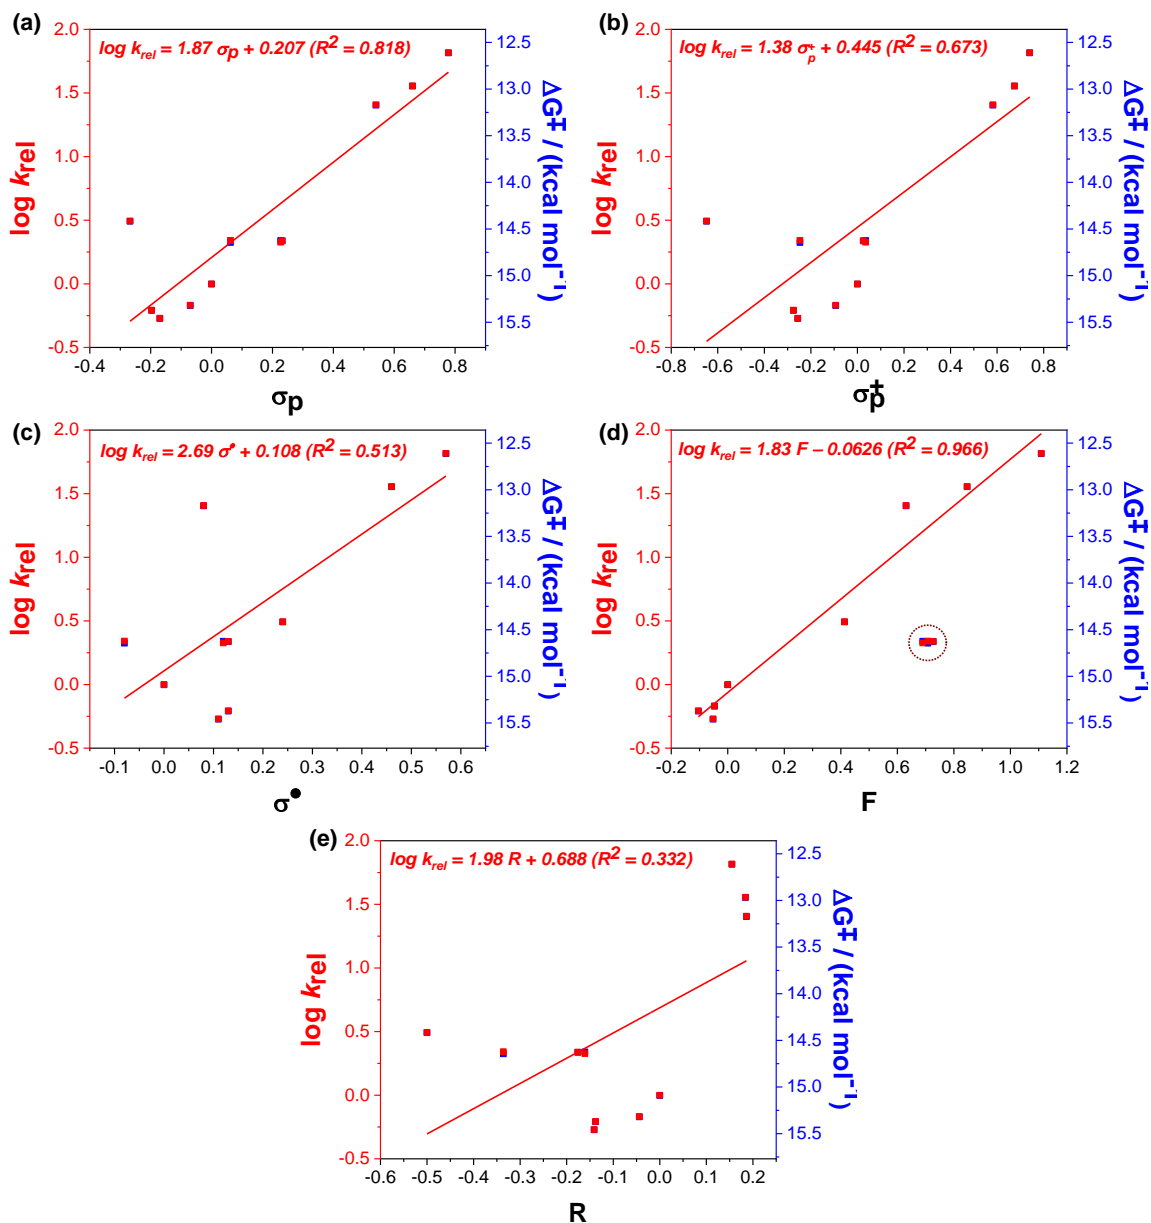 (a)
log k_rel = 1.87 σp + 0.207 (R² = 0.818)
2.0
1.5
1.0
0.5
0.0
-0.5
log k_rel
12.5
13.0
13.5
14.0
14.5
15.0
15.5
ΔG‡ / (kcal mol⁻¹)
-0.4 -0.2 0.0 0.2 0.4 0.6 0.8
σp
(b)
log k_rel = 1.38 σp⁺ + 0.445 (R² = 0.673)
2.0
1.5
1.0
0.5
0.0
-0.5
log k_rel
12.5
13.0
13.5
14.0
14.5
15.0
15.5
ΔG‡ / (kcal mol⁻¹)
-0.8 -0.6 -0.4 -0.2 0.0 0.2 0.4 0.6 0.8
σp⁺
(c)
log k_rel = 2.69 σ• + 0.108 (R² = 0.513)
2.0
1.5
1.0
0.5
0.0
-0.5
log k_rel
12.5
13.0
13.5
14.0
14.5
15.0
15.5
ΔG‡ / (kcal mol⁻¹)
-0.1 0.0 0.1 0.2 0.3 0.4 0.5 0.6
σ•
(d)
log k_rel = 1.83 F – 0.0626 (R² = 0.966)
2.0
1.5
1.0
0.5
0.0
-0.5
log k_rel
12.5
13.0
13.5
14.0
14.5
15.0
15.5
ΔG‡ / (kcal mol⁻¹)
-0.2 0.0 0.2 0.4 0.6 0.8 1.0 1.2
F
(e)
log k_rel = 1.98 R + 0.688 (R² = 0.332)
2.0
1.5
1.0
0.5
0.0
-0.5
log k_rel
12.5
13.0
13.5
14.0
14.5
15.0
15.5
ΔG‡ / (kcal mol⁻¹)
-0.6 -0.5 -0.4 -0.3 -0.2 -0.1 0.0 0.1 0.2
R